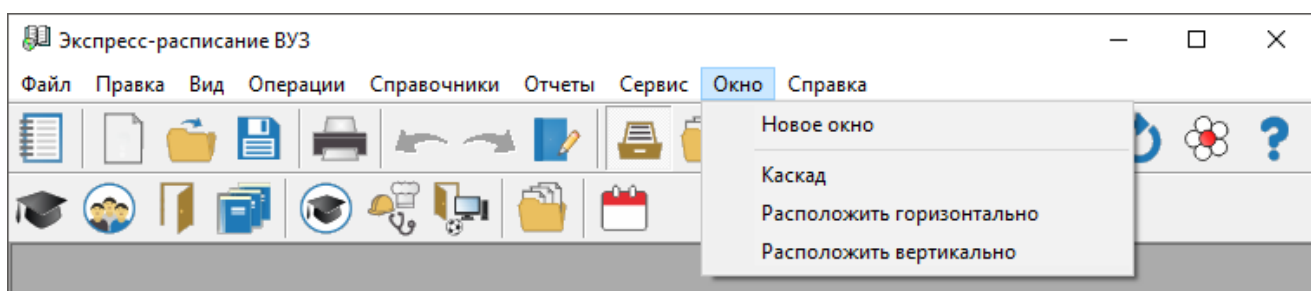 Экспресс-расписание ВУЗ
Файл Правка Вид Операции Справочники Отчеты Сервис Окно Справка
Новое окно
Каскад
Расположить горизонтально
Расположить вертикально